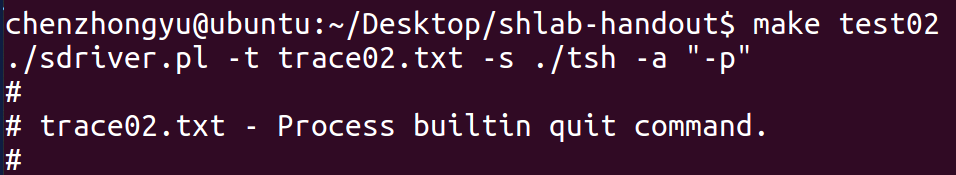 chenzhongyu@ubuntu:~/Desktop/shlab-handout$ make test02
./sdriver.pl -t trace02.txt -s ./tsh -a "-p"
#
# trace02.txt - Process builtin quit command.
#